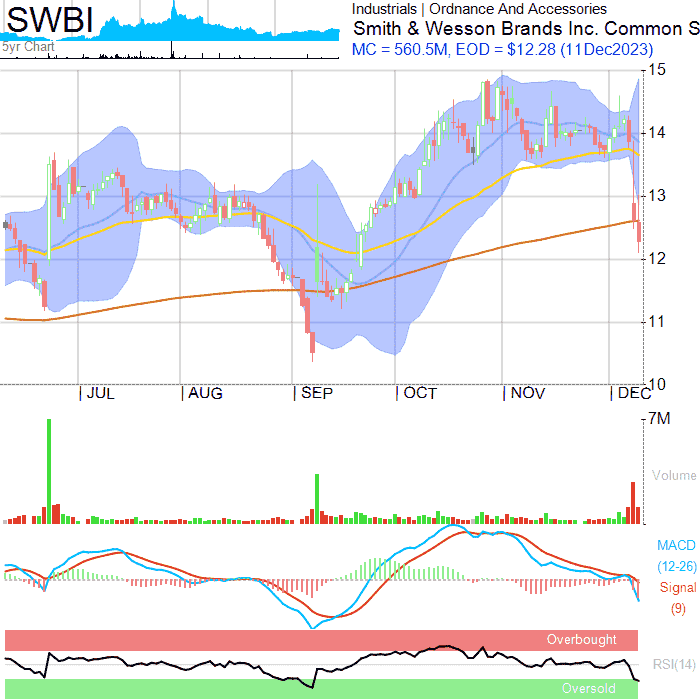 SWBI
5yr Chart
Industrials | Ordnance And Accessories
Smith & Wesson Brands Inc. Common S
MC = 560.5M, EOD = $12.28 (11Dec2023)
15
14
13
12
11
10
| JUL | AUG | SEP | OCT | NOV | DEC
7M
Volume
MACD
(12-26)
Signal
(9)
Overbought
RSI(14)
Oversold